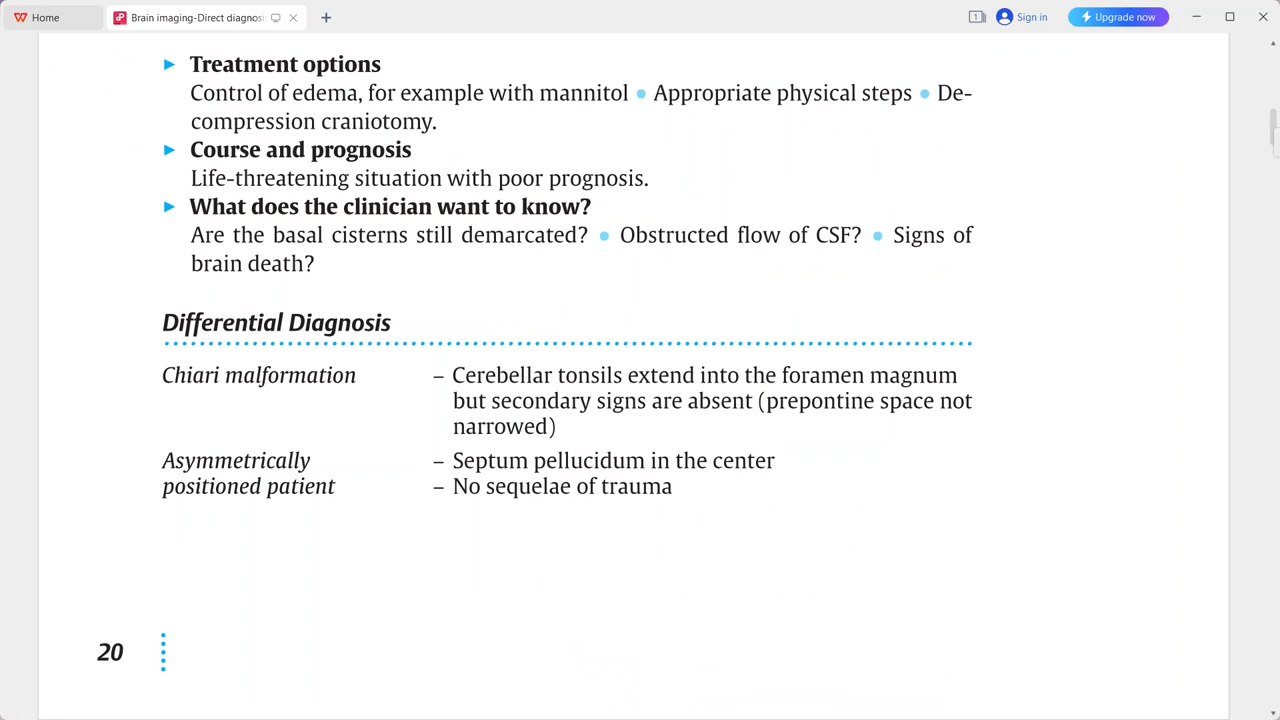 Home
Brain imaging-Direct diagnosi
1
Sign in
Upgrade now
► Treatment options
Control of edema, for example with mannitol ● Appropriate physical steps ● De-
compression craniotomy.
► Course and prognosis
Life-threatening situation with poor prognosis.
► What does the clinician want to know?
Are the basal cisterns still demarcated? ● Obstructed flow of CSF? ● Signs of
brain death?
Differential Diagnosis
Chiari malformation – Cerebellar tonsils extend into the foramen magnum
but secondary signs are absent (prepontine space not
narrowed)
Asymmetrically – Septum pellucidum in the center
positioned patient – No sequelae of trauma
20